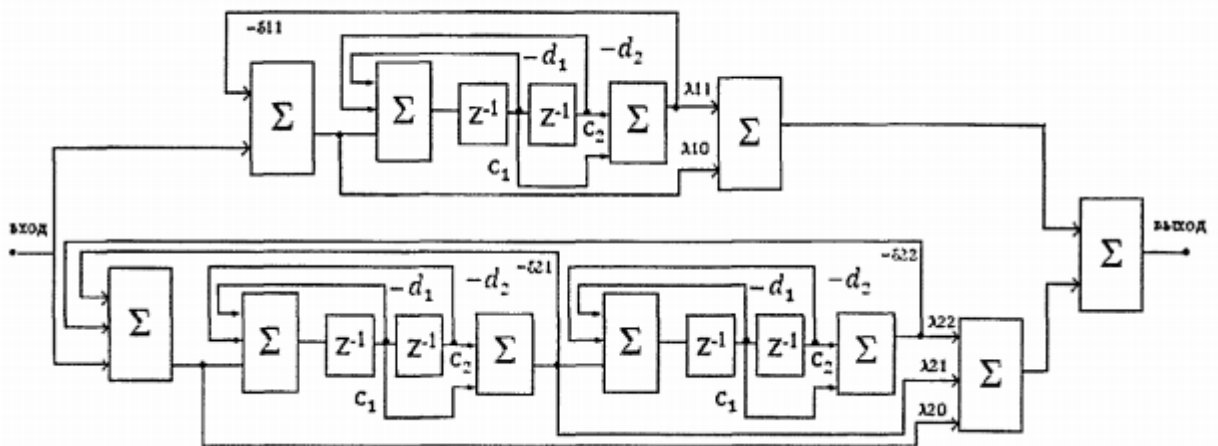 -δ11
-d₁
-d₂
Σ
Σ
Z⁻¹
Z⁻¹
C₂
Σ
λ11
Σ
C₁
λ10
вход
Σ
выход
-δ21
-δ22
-d₁
-d₂
-d₁
-d₂
Σ
Σ
Z⁻¹
Z⁻¹
C₂
Σ
Σ
Z⁻¹
Z⁻¹
C₂
Σ
λ22
Σ
C₁
C₁
λ21
λ20